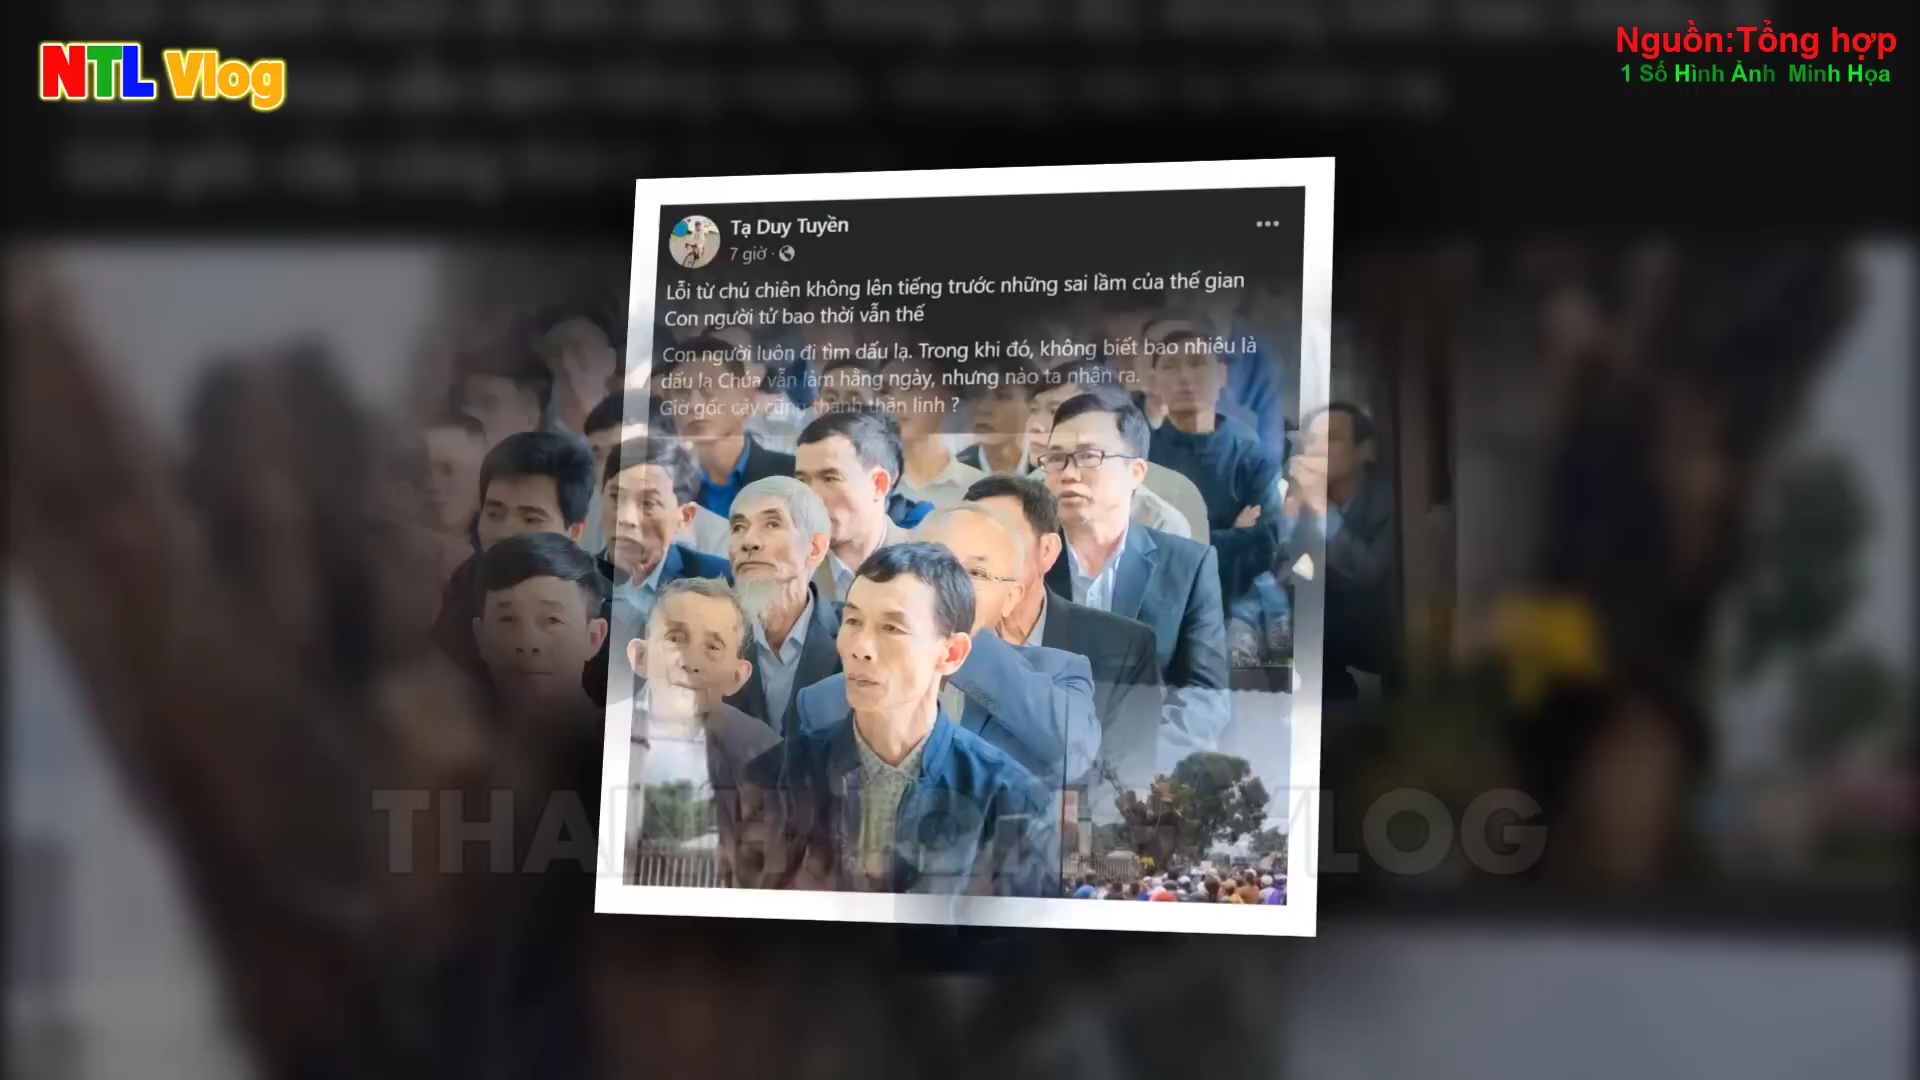 NTL Vlog
Nguồn:Tổng hợp
1 Số Hình Ảnh Minh Họa
Tạ Duy Tuyền
7 giờ ·
Lỗi từ chủ chiên không lên tiếng trước những sai lầm của thế gian
Con người tử bao thời vẫn thế
Con người luôn đi tìm dấu lạ. Trong khi đó, không biết bao nhiêu là
dấu lạ Chúa vẫn làm hằng ngày, nhưng nào ta nhận ra.
Giờ gốc cây cũng thành thần linh ?
VLOG